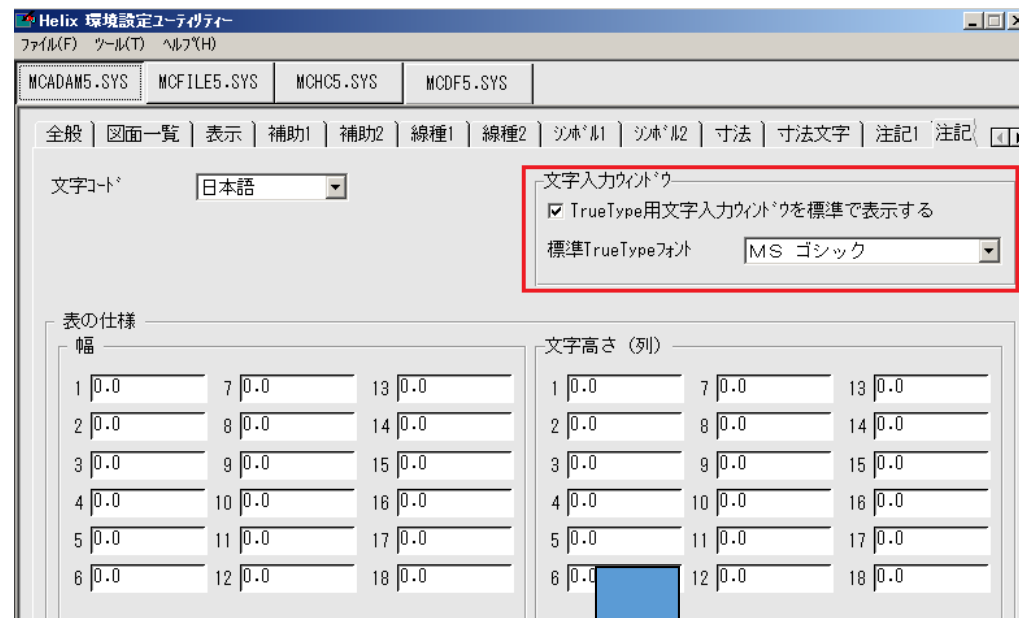 Helix 環境設定ユーティリティー
ファイル(F) ツール(T) ヘルプ(H)
MCADAM5.SYS MCFILE5.SYS MCHC5.SYS MCDF5.SYS
全般 図面一覧 表示 補助1 補助2 線種1 線種2 シンボル1 シンボル2 寸法 寸法文字 注記1 注記
文字コード 日本語
文字入力ウィンドウ
TrueType用文字入力ウィンドウを標準で表示する
標準TrueTypeフォント MS ゴシック
表の仕様
幅 文字高さ (列)
1 0.0 7 0.0 13 0.0 1 0.0 7 0.0 13 0.0
2 0.0 8 0.0 14 0.0 2 0.0 8 0.0 14 0.0
3 0.0 9 0.0 15 0.0 3 0.0 9 0.0 15 0.0
4 0.0 10 0.0 16 0.0 4 0.0 10 0.0 16 0.0
5 0.0 11 0.0 17 0.0 5 0.0 11 0.0 17 0.0
6 0.0 12 0.0 18 0.0 6 0.0 12 0.0 18 0.0